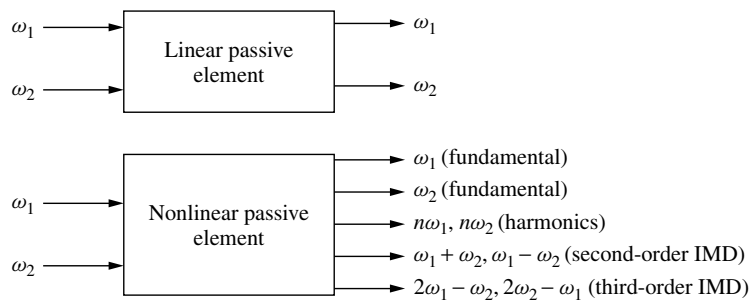 ω₁
ω₂
Linear passive
element
ω₁
ω₂
ω₁
ω₂
Nonlinear passive
element
ω₁ (fundamental)
ω₂ (fundamental)
nω₁, nω₂ (harmonics)
ω₁ + ω₂, ω₁ − ω₂ (second-order IMD)
2ω₁ − ω₂, 2ω₂ − ω₁ (third-order IMD)